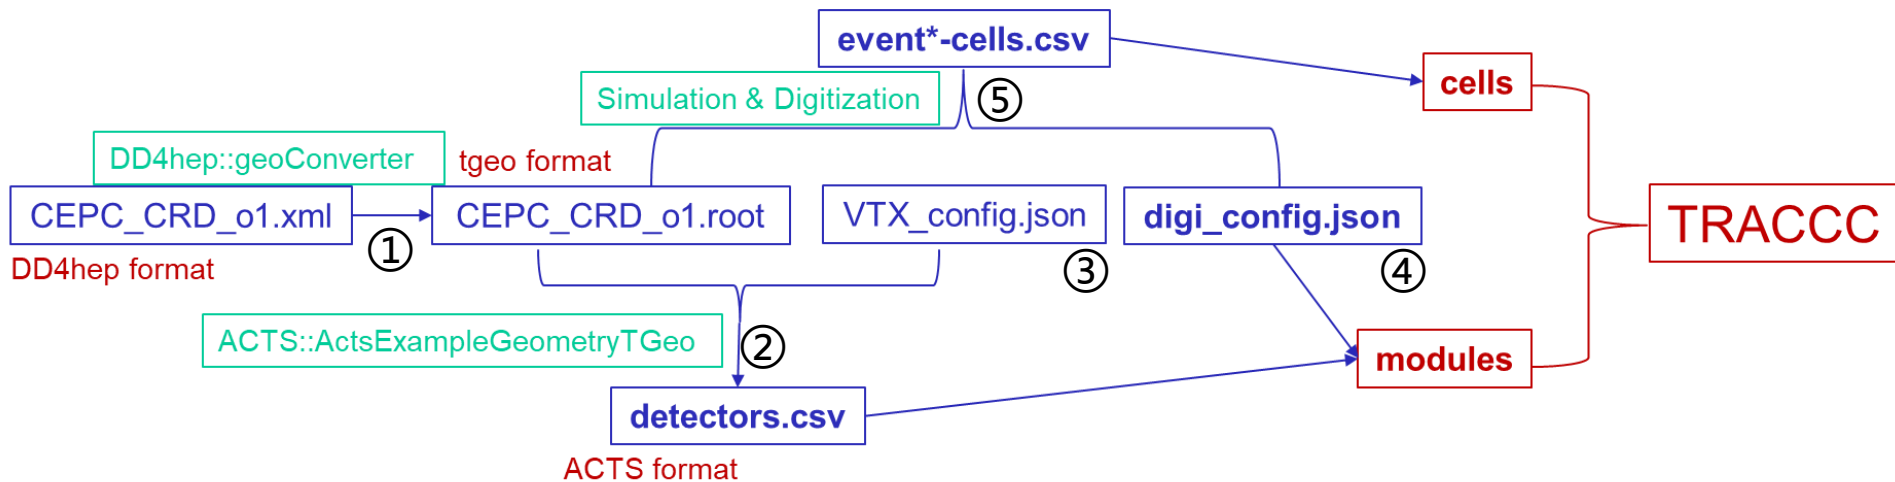 event*-cells.csv
cells
Simulation & Digitization
⑤
DD4hep::geoConverter
tgeo format
CEPC_CRD_o1.xml
CEPC_CRD_o1.root
VTX_config.json
digi_config.json
TRACCC
①
③
④
DD4hep format
ACTS::ActsExampleGeometryTGeo
②
modules
detectors.csv
ACTS format